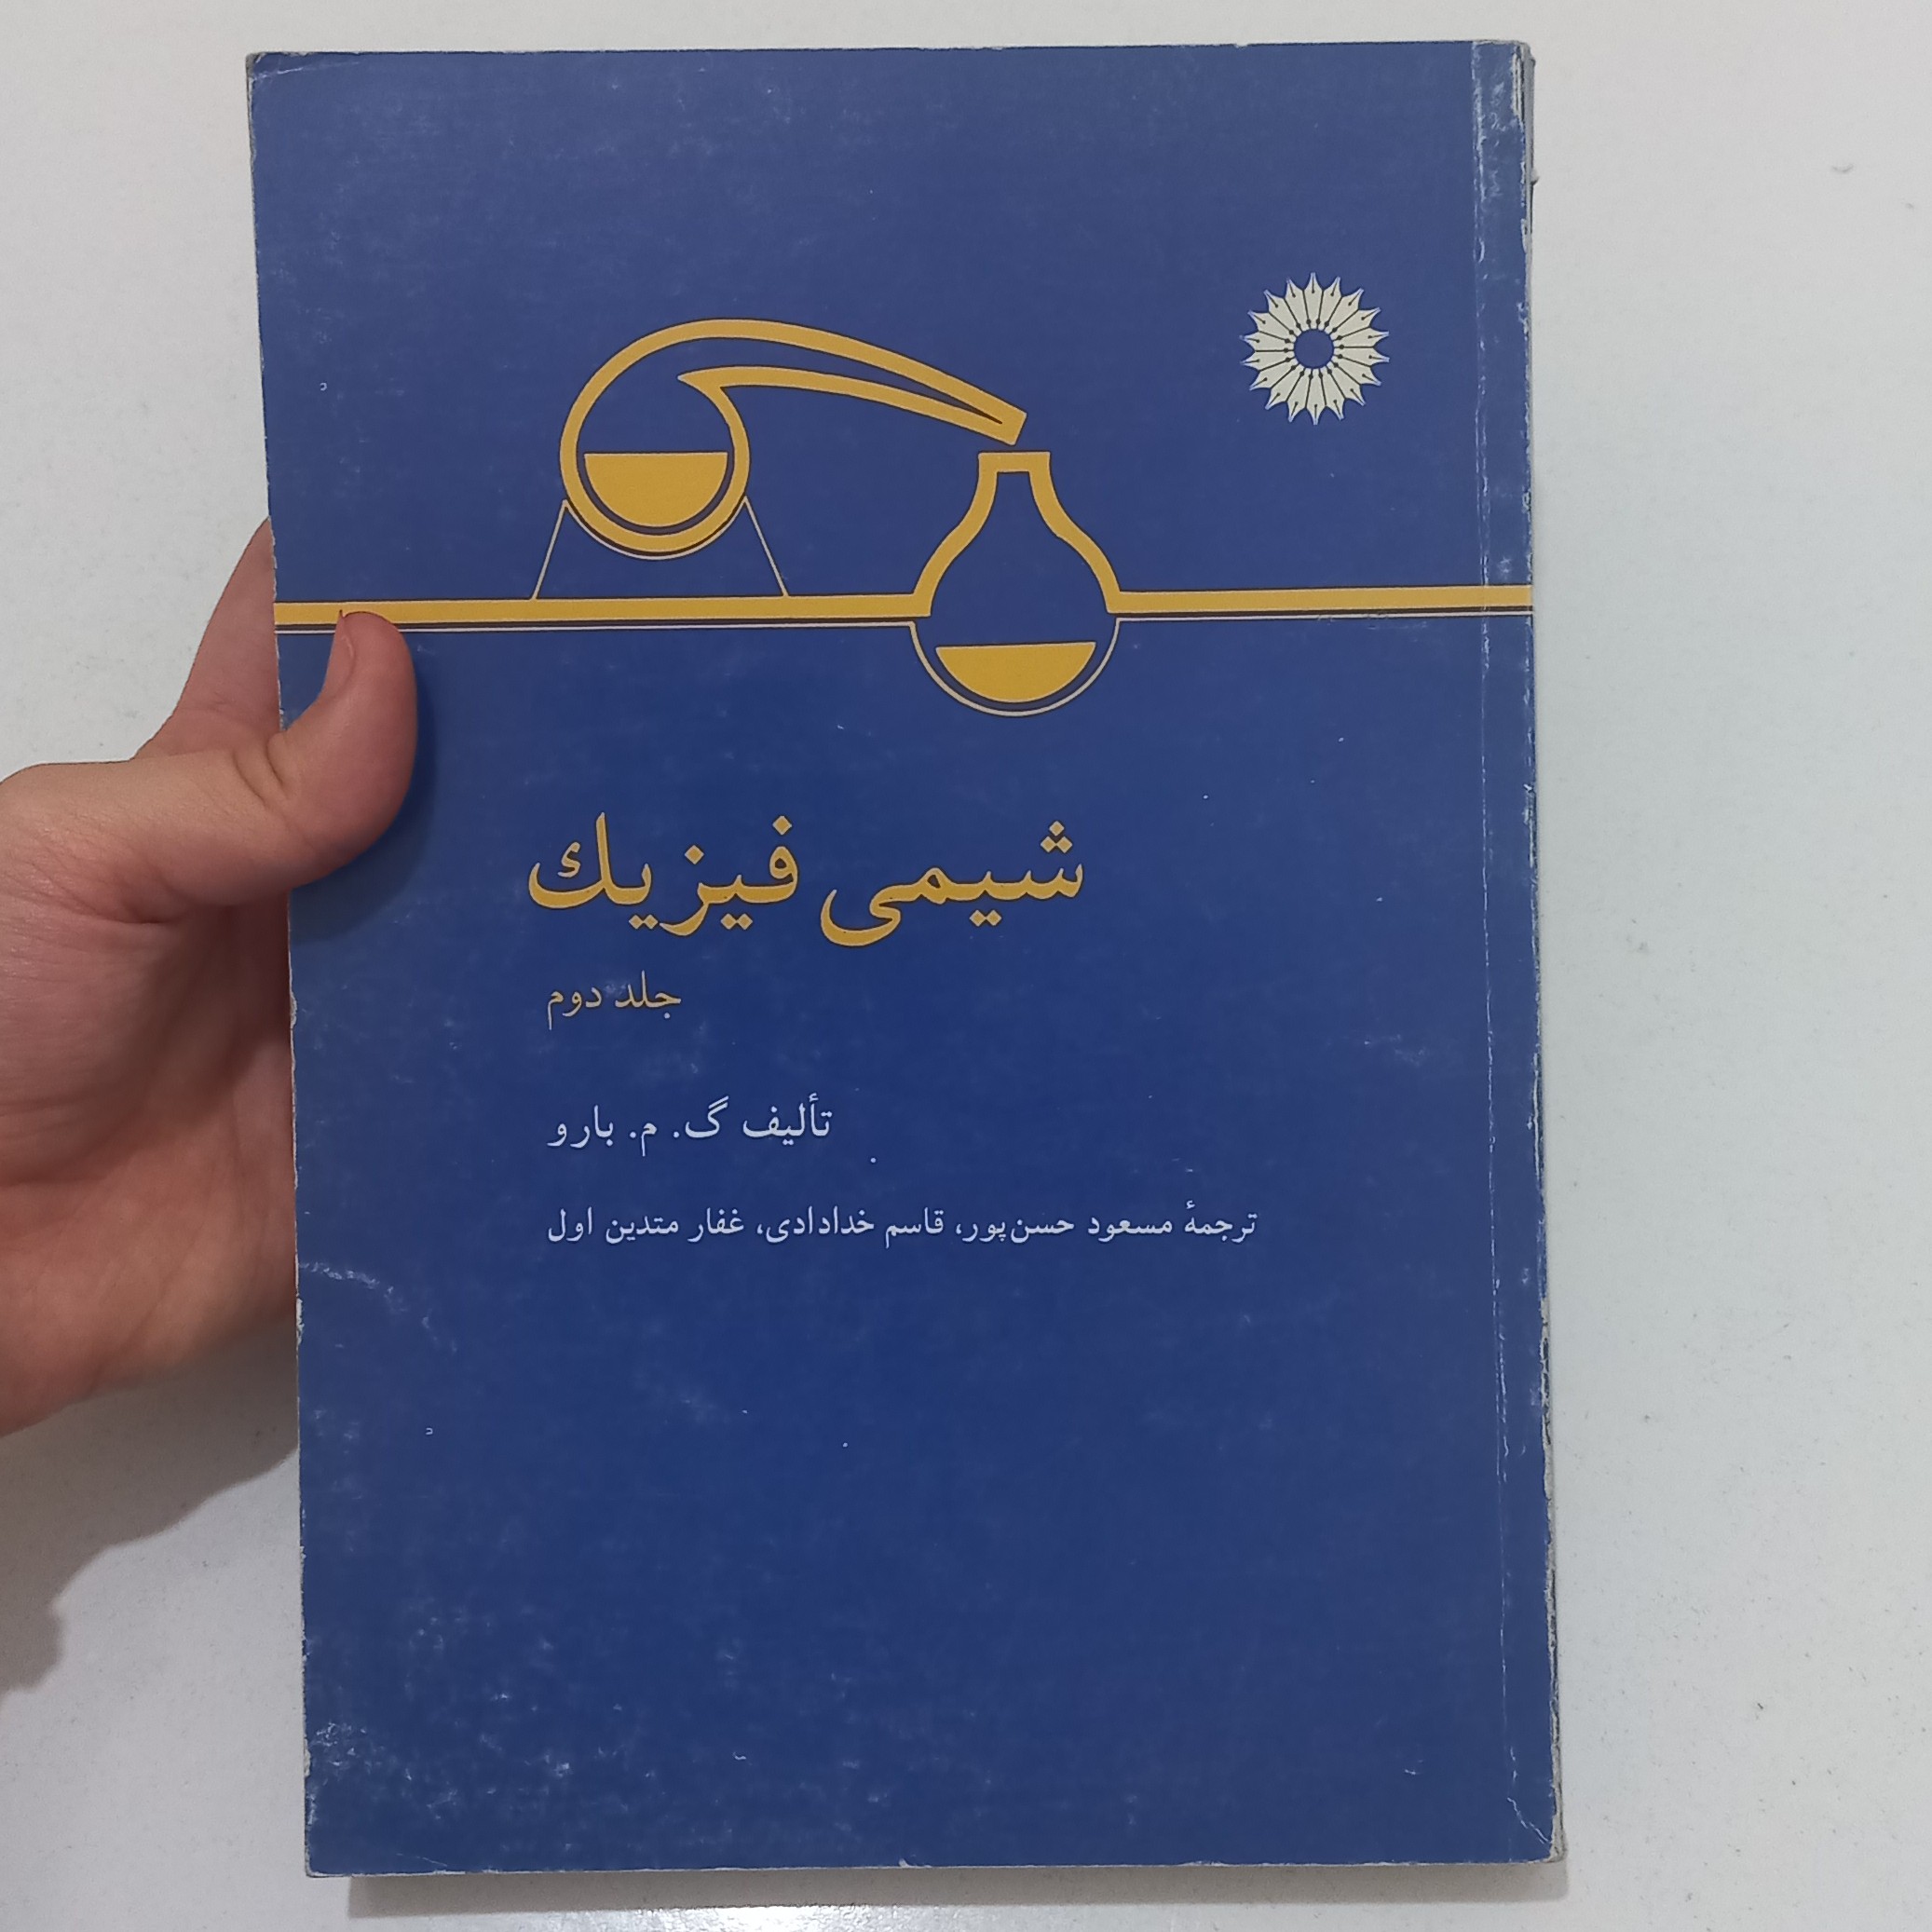 شیمی فیزیك
جلد دوم
تألیف گ. م. بارو
ترجمهٔ مسعود حسن‌پور، قاسم خدادادی، غفار متدین اول